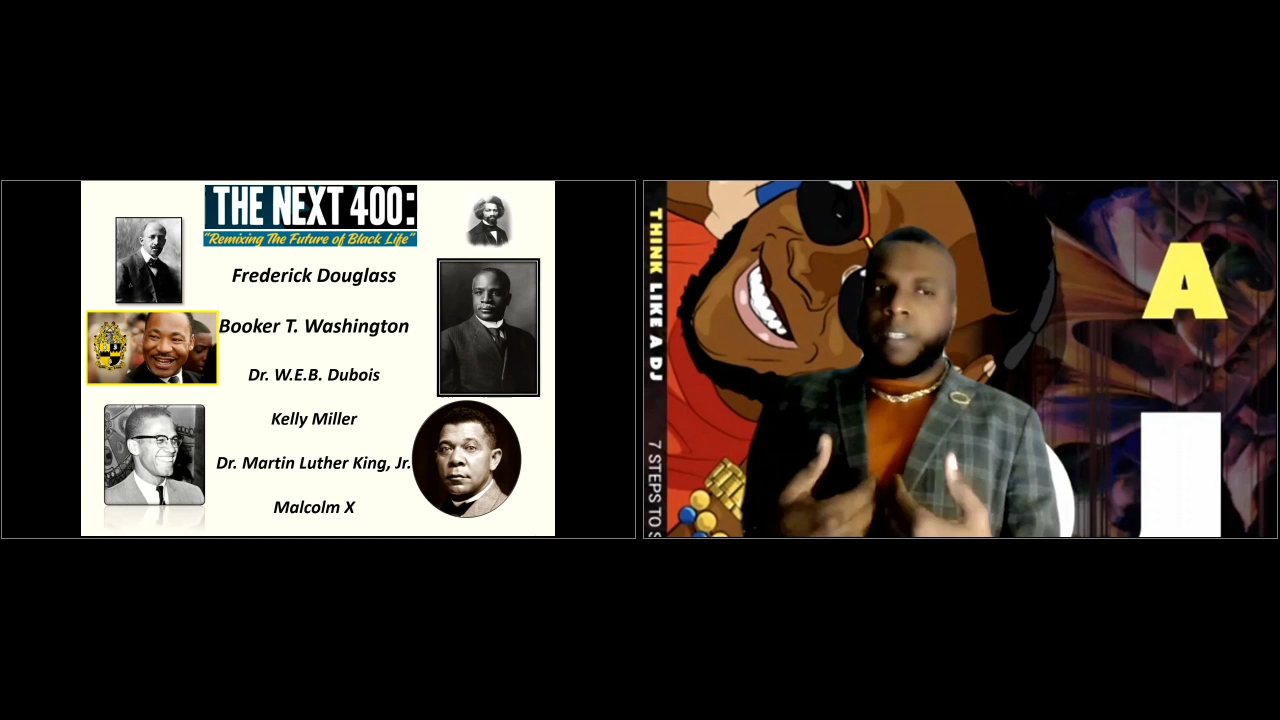 THE NEXT 400:
"Remixing The Future of Black Life"
Frederick Douglass
Booker T. Washington
Dr. W.E.B. Dubois
Kelly Miller
Dr. Martin Luther King, Jr.
Malcolm X
THINK LIKE A DJ
7 STEPS TO S
A